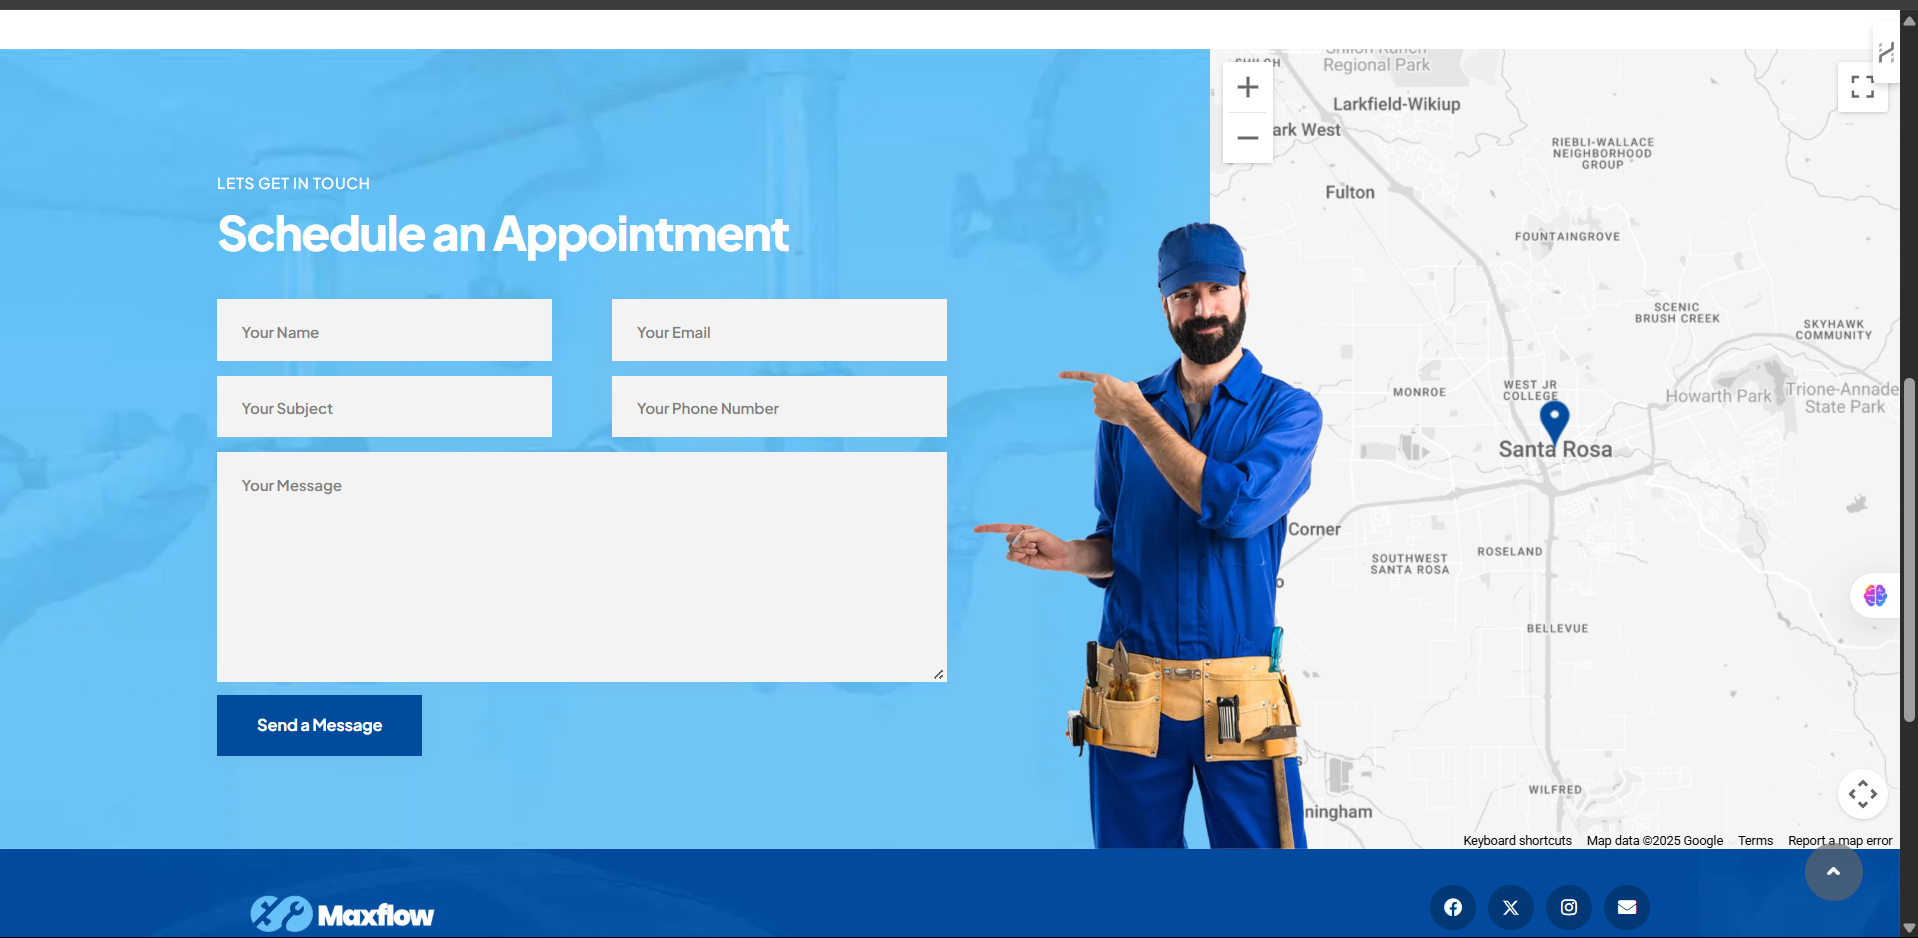 LETS GET IN TOUCH
Schedule an Appointment
Your Name
Your Email
Your Subject
Your Phone Number
Your Message
Send a Message
Regional Park
Larkfield-Wikiup
ark West
RIEBLI-WALLACE
NEIGHBORHOOD
GROUP
Fulton
FOUNTAINGROVE
SCENIC
BRUSH CREEK
SKYHAWK
COMMUNITY
MONROE
WEST JR
COLLEGE
Howarth Park
Trione-Annade
State Park
Santa Rosa
Corner
SOUTHWEST
SANTA ROSA
ROSELAND
BELLEVUE
WILFRED
ningham
Keyboard shortcuts
Map data ©2025 Google
Terms
Report a map error
Maxflow